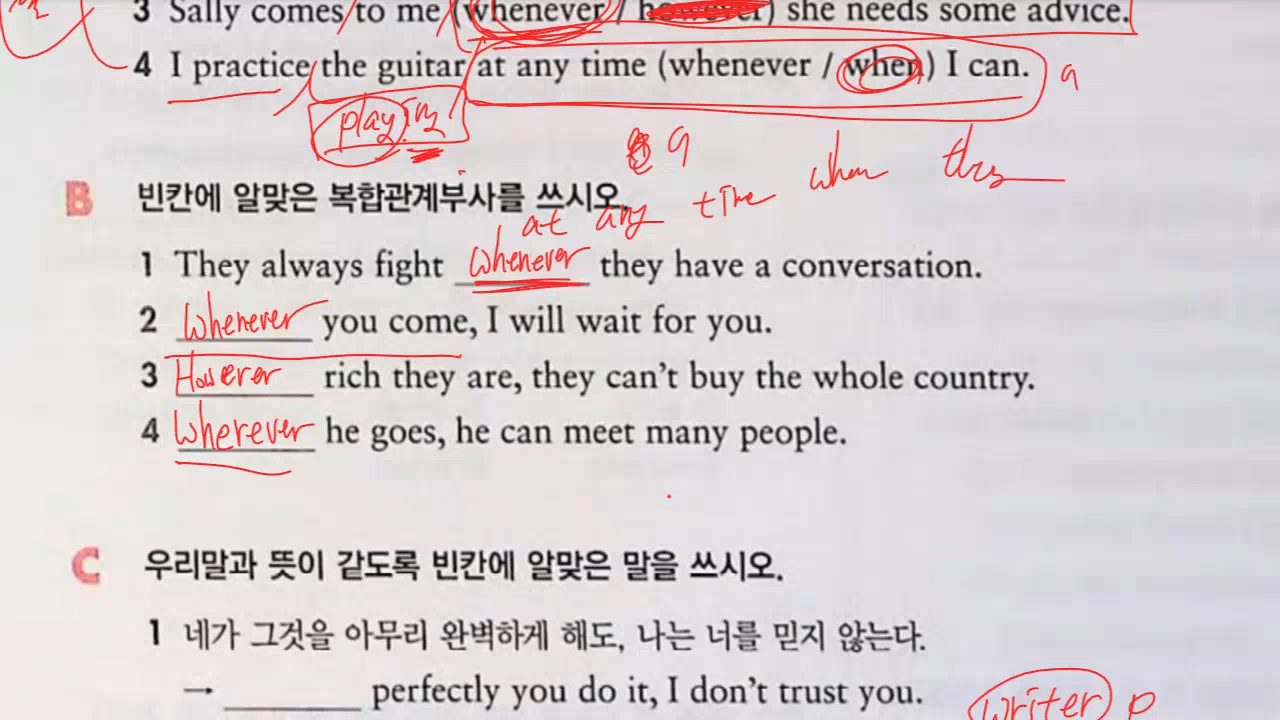 3 Sally comes to me (whenever / however) she needs some advice.
4 I practice the guitar at any time (whenever / when) I can.
play
B 빈칸에 알맞은 복합관계부사를 쓰시오.
at any time when they
1 They always fight whenever they have a conversation.
2 Whenever you come, I will wait for you.
3 However rich they are, they can't buy the whole country.
4 Wherever he goes, he can meet many people.
C 우리말과 뜻이 같도록 빈칸에 알맞은 말을 쓰시오.
1 네가 그것을 아무리 완벽하게 해도, 나는 너를 믿지 않는다.
→ ________ perfectly you do it, I don't trust you.
writer p